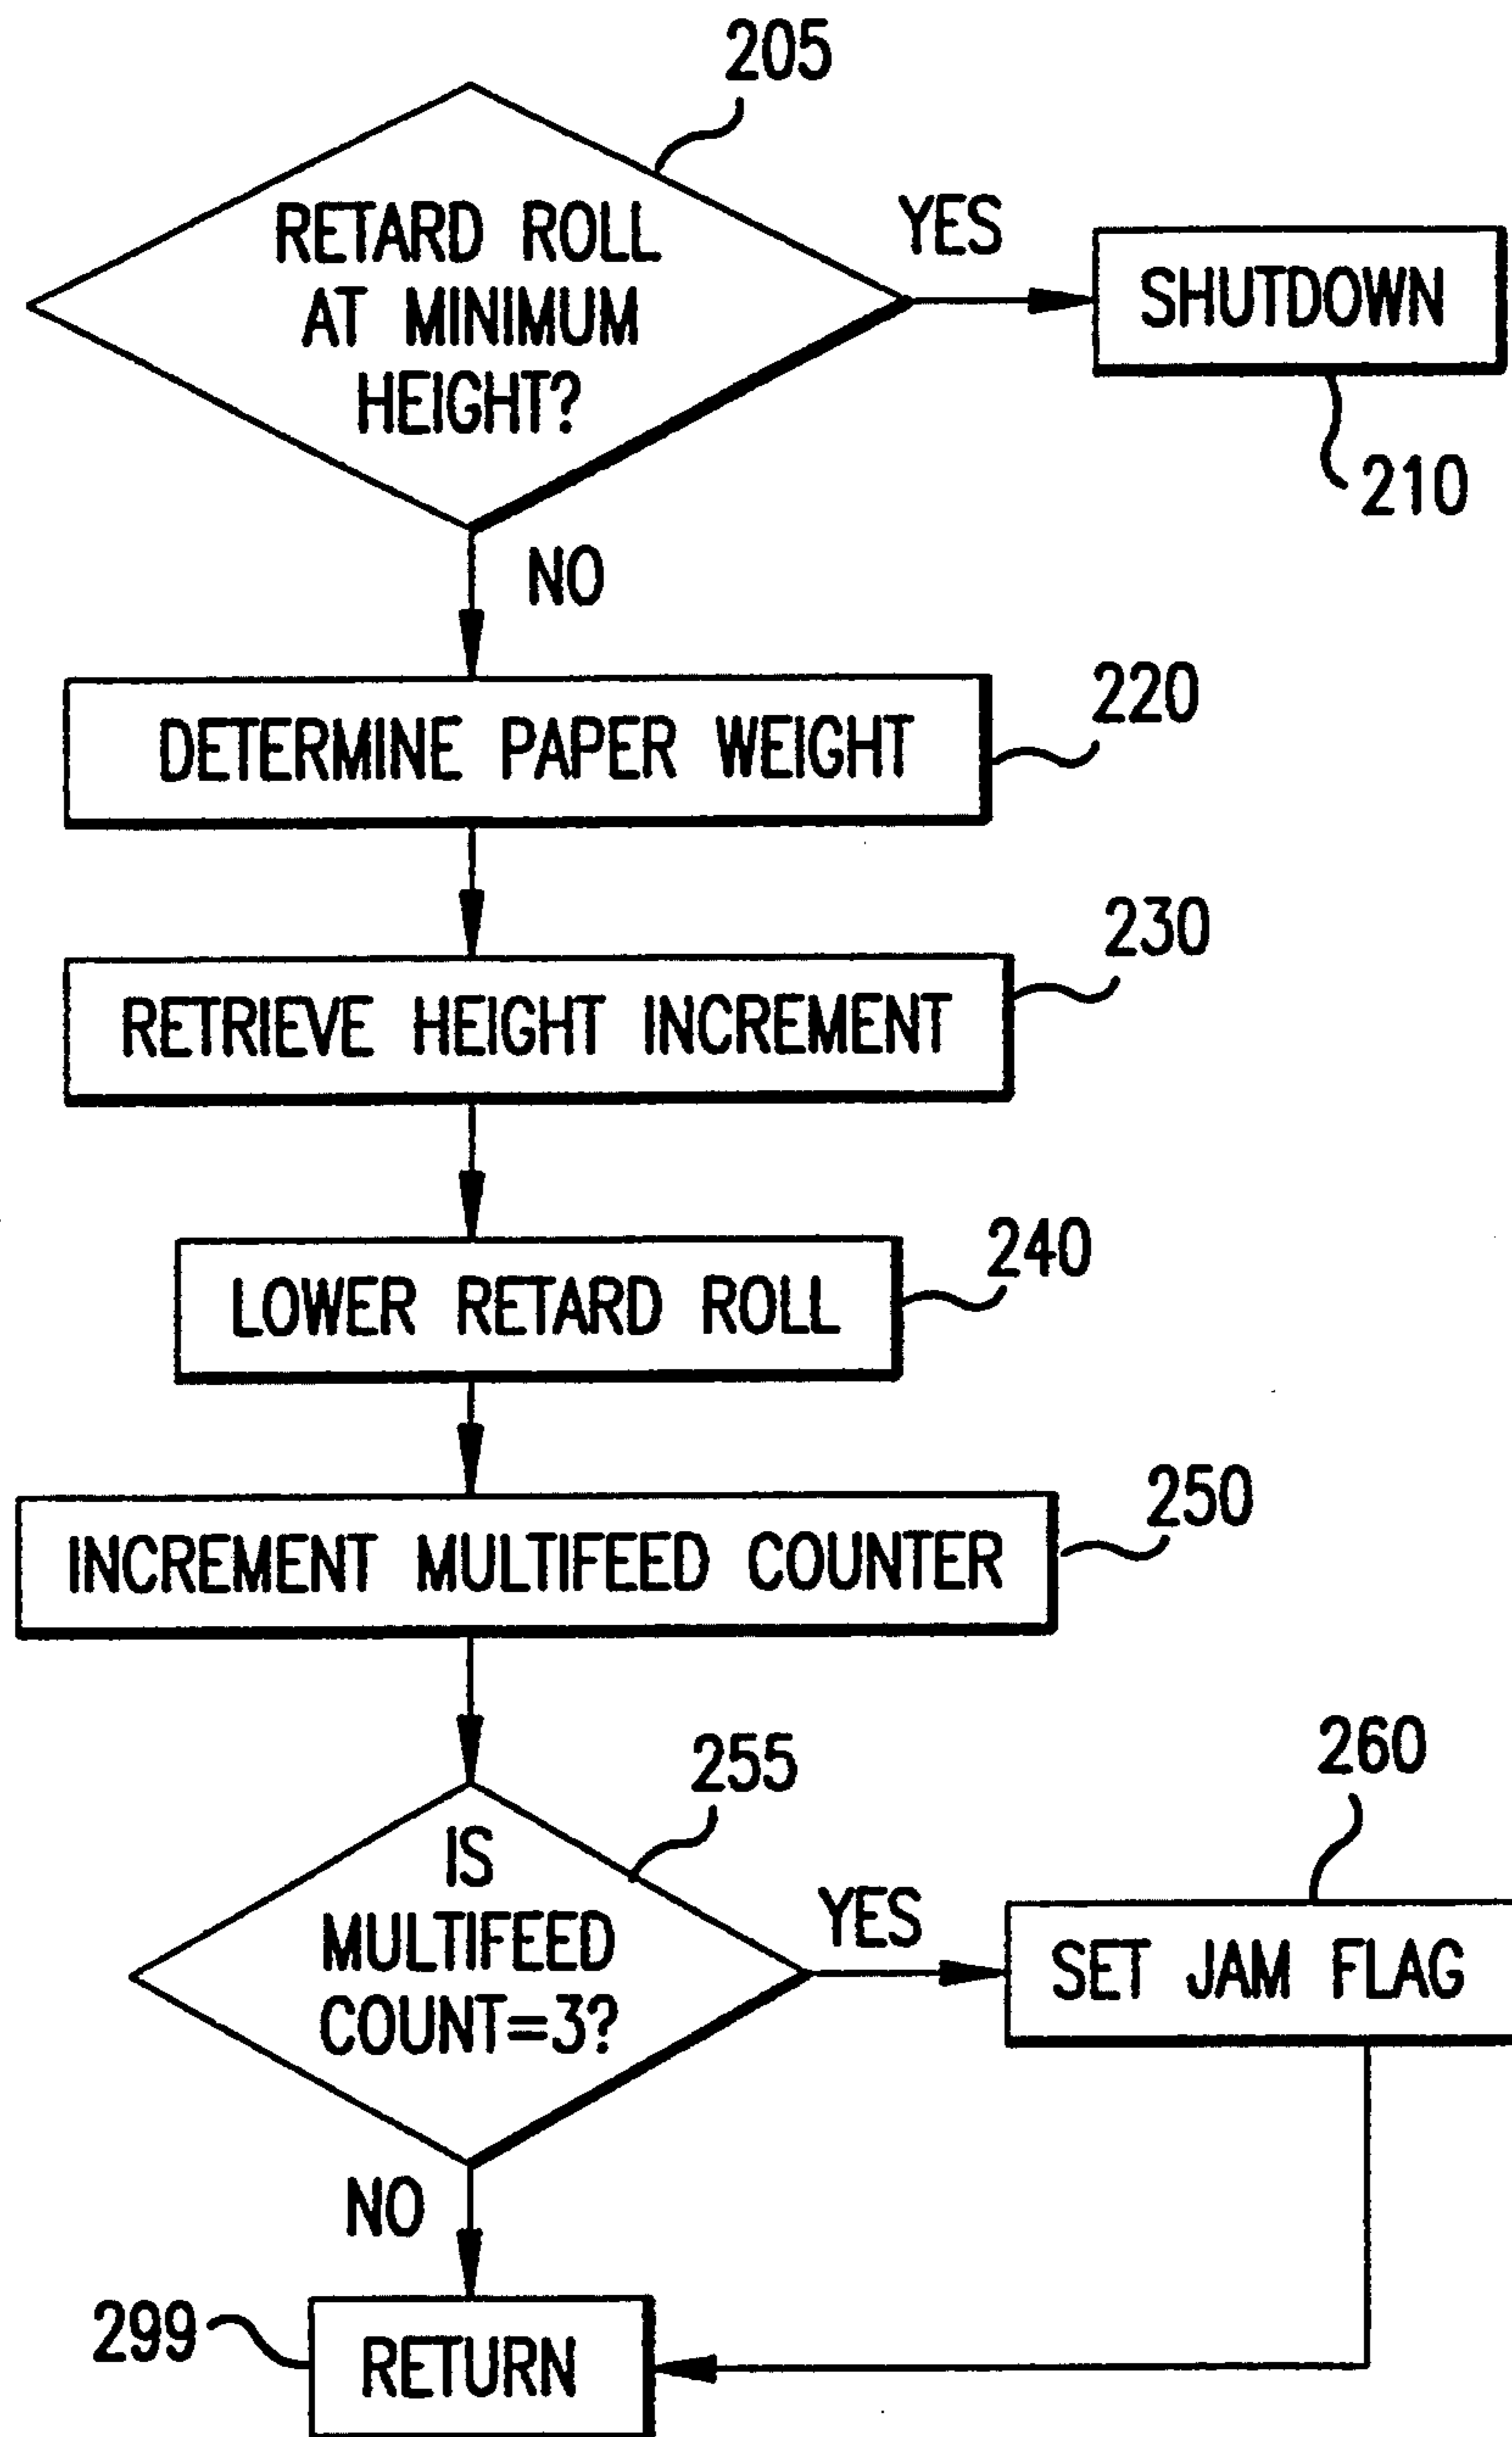 205
RETARD ROLL
AT MINIMUM
HEIGHT?
YES
SHUTDOWN
210
NO
DETERMINE PAPER WEIGHT
220
RETRIEVE HEIGHT INCREMENT
230
LOWER RETARD ROLL
240
INCREMENT MULTIFEED COUNTER
250
255
IS
MULTIFEED
COUNT=3?
YES
260
SET JAM FLAG
NO
299
RETURN